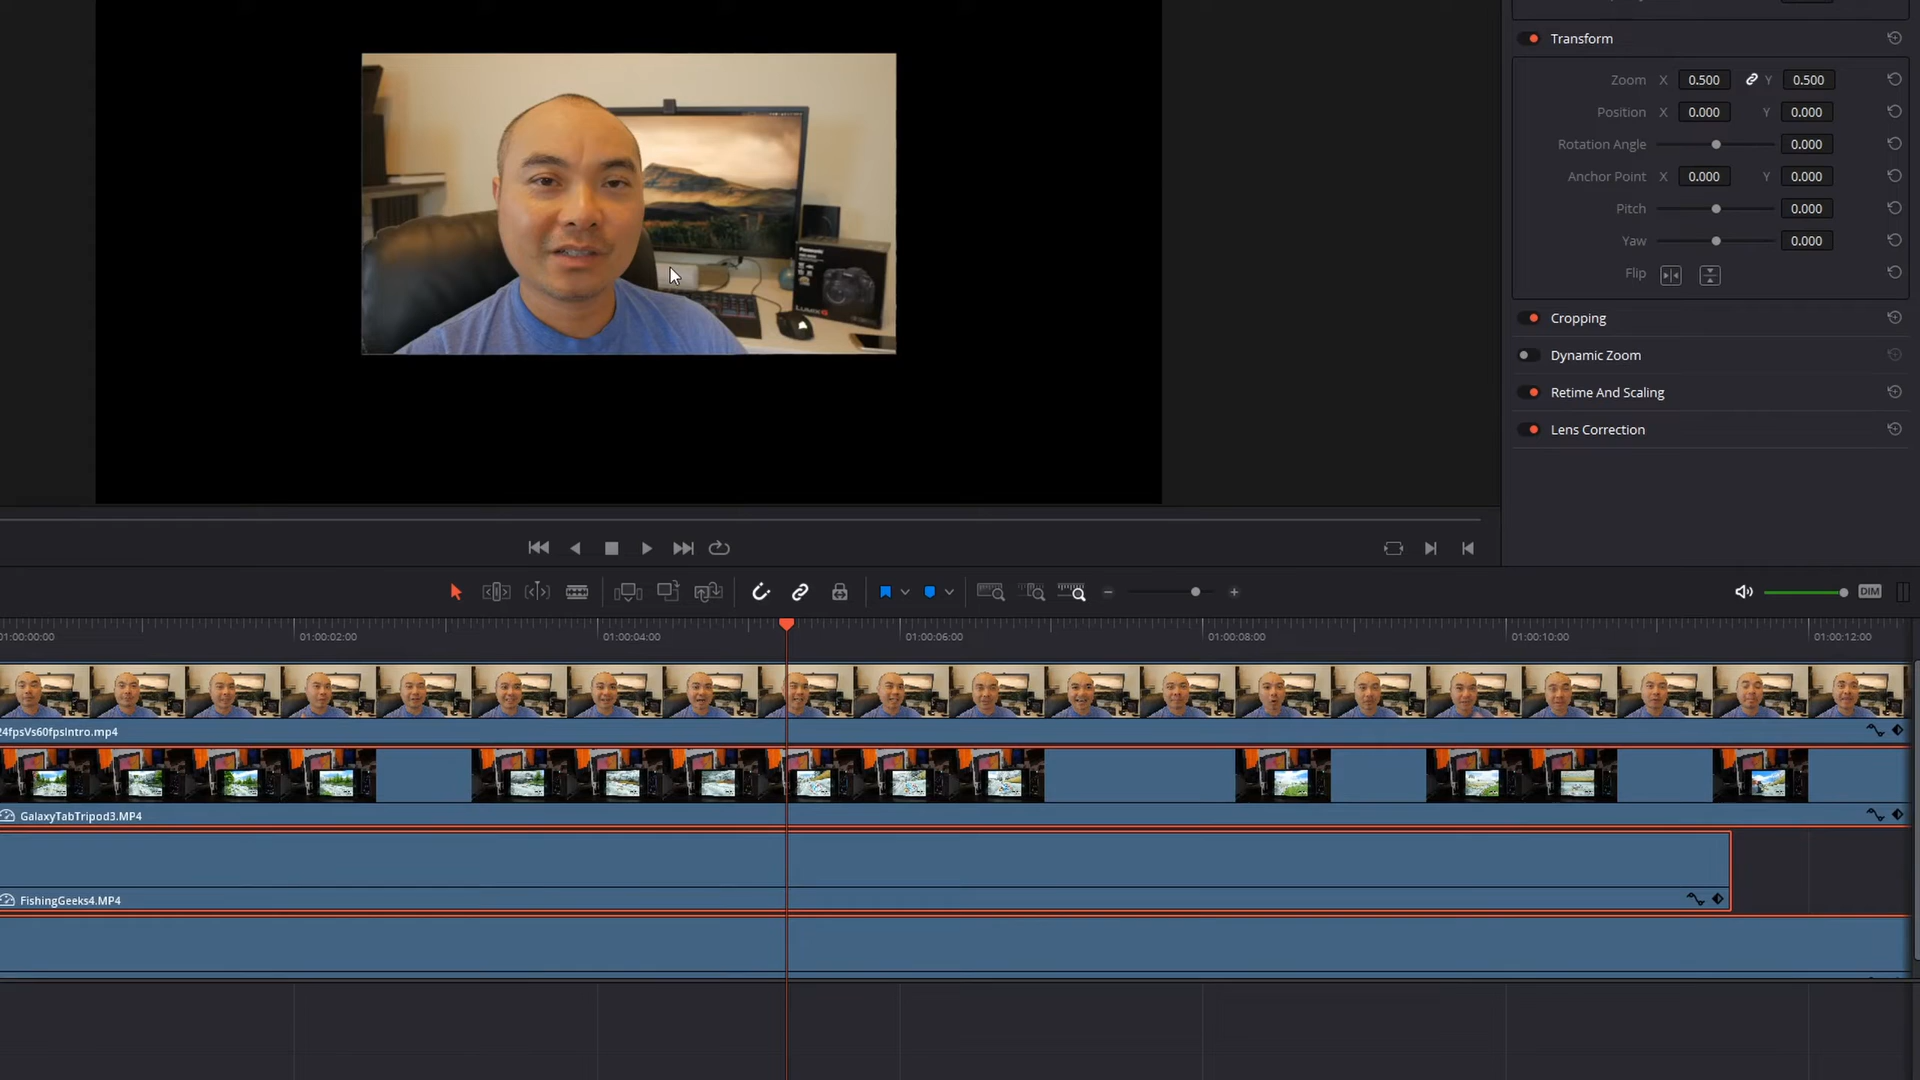 Transform
Zoom X 0.500 Y 0.500
Position X 0.000 Y 0.000
Rotation Angle 0.000
Anchor Point X 0.000 Y 0.000
Pitch 0.000
Yaw 0.000
Flip
Cropping
Dynamic Zoom
Retime And Scaling
Lens Correction
Panasonic
LUMIX G
DIM
01:00:00:00 01:00:02:00 01:00:04:00 01:00:06:00 01:00:08:00 01:00:10:00 01:00:12:00
24fpsVs60fpsIntro.mp4
GalaxyTabTripod3.MP4
FishingGeeks4.MP4